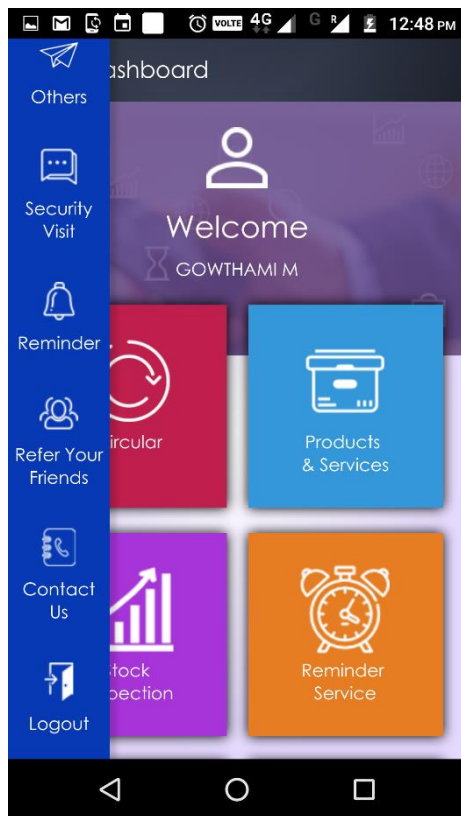 VOLTE 4G G R 12:48 PM
ashboard
Others
Security
Visit
Reminder
Refer Your
Friends
Contact
Us
Logout
Welcome
GOWTHAMI M
ircular
Products
& Services
tock
pection
Reminder
Service